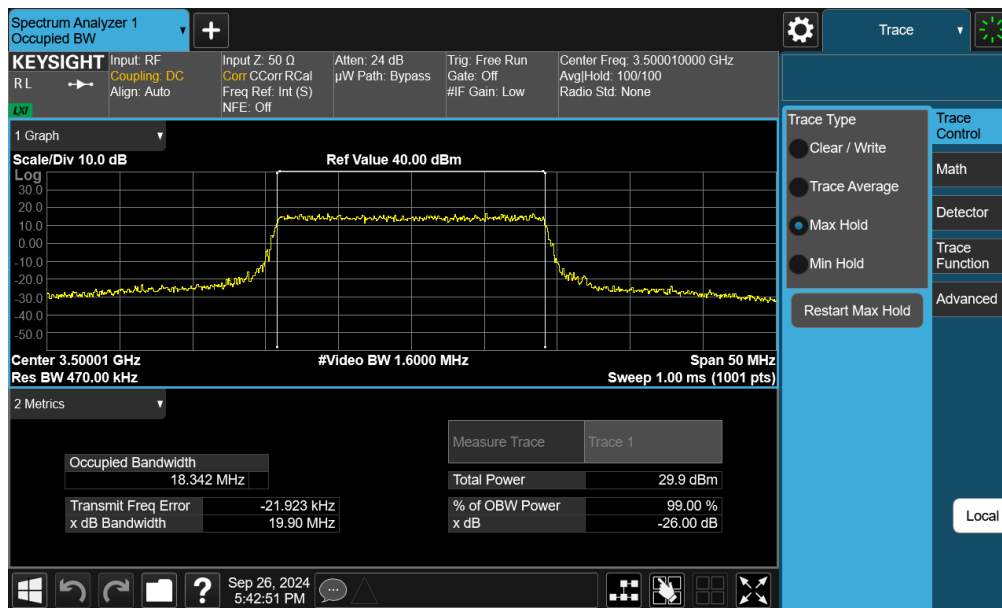 Spectrum Analyzer 1
Occupied BW
Trace
KEYSIGHT
RL
LXI
Input: RF
Coupling: DC
Align: Auto
Input Z: 50 Ω
Corr CCorr RCal
Freq Ref: Int (S)
NFE: Off
Atten: 24 dB
µW Path: Bypass
Trig: Free Run
Gate: Off
#IF Gain: Low
Center Freq: 3.500010000 GHz
Avg|Hold: 100/100
Radio Std: None
1 Graph
Scale/Div 10.0 dB
Ref Value 40.00 dBm
Log
30.0
20.0
10.0
0.00
-10.0
-20.0
-30.0
-40.0
-50.0
Center 3.50001 GHz
#Video BW 1.6000 MHz
Span 50 MHz
Res BW 470.00 kHz
Sweep 1.00 ms (1001 pts)
2 Metrics
Measure Trace
Trace 1
Occupied Bandwidth
18.342 MHz
Total Power
29.9 dBm
Transmit Freq Error
-21.923 kHz
% of OBW Power
99.00 %
x dB Bandwidth
19.90 MHz
x dB
-26.00 dB
Trace Type
Clear / Write
Trace Average
Max Hold
Min Hold
Restart Max Hold
Trace
Control
Math
Detector
Trace
Function
Advanced
Local
?
Sep 26, 2024
5:42:51 PM